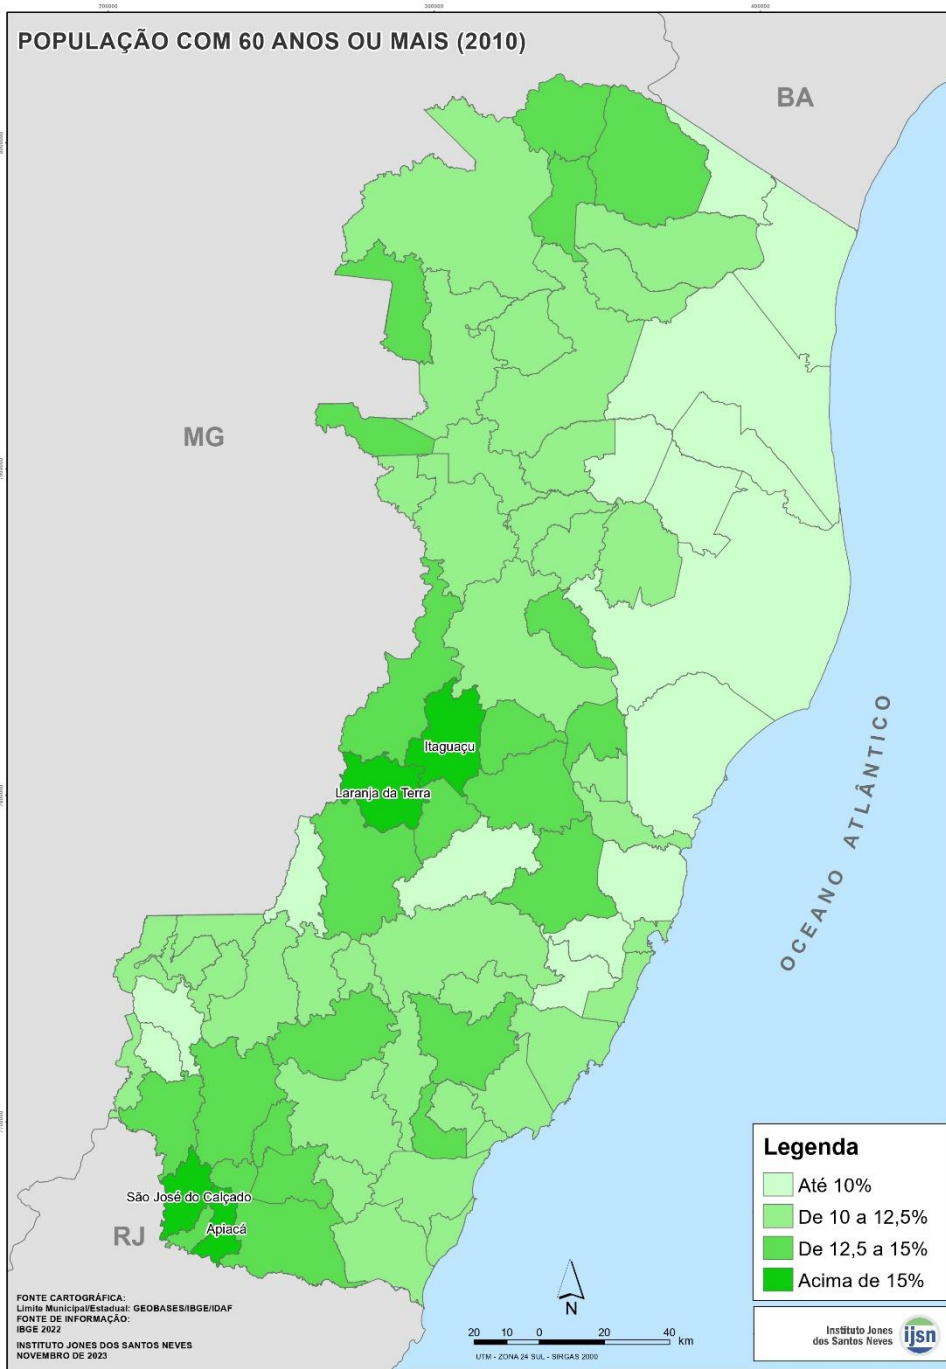 POPULAÇÃO COM 60 ANOS OU MAIS (2010)
BA
MG
OCEANO ATLÂNTICO
Itaguaçu
Laranja da Terra
São José do Calçado
Apiacá
RJ
Legenda
Até 10%
De 10 a 12,5%
De 12,5 a 15%
Acima de 15%
N
20 10 0 20 40 km
UTM - ZONA 24 SUL - SIRGAS 2000
FONTE CARTOGRÁFICA:
Limite Municipal/Estadual: GEOBASES/IBGE/IDAF
FONTE DE INFORMAÇÃO:
IBGE 2022
INSTITUTO JONES DOS SANTOS NEVES
NOVEMBRO DE 2023
Instituto Jones
dos Santos Neves
ijsn